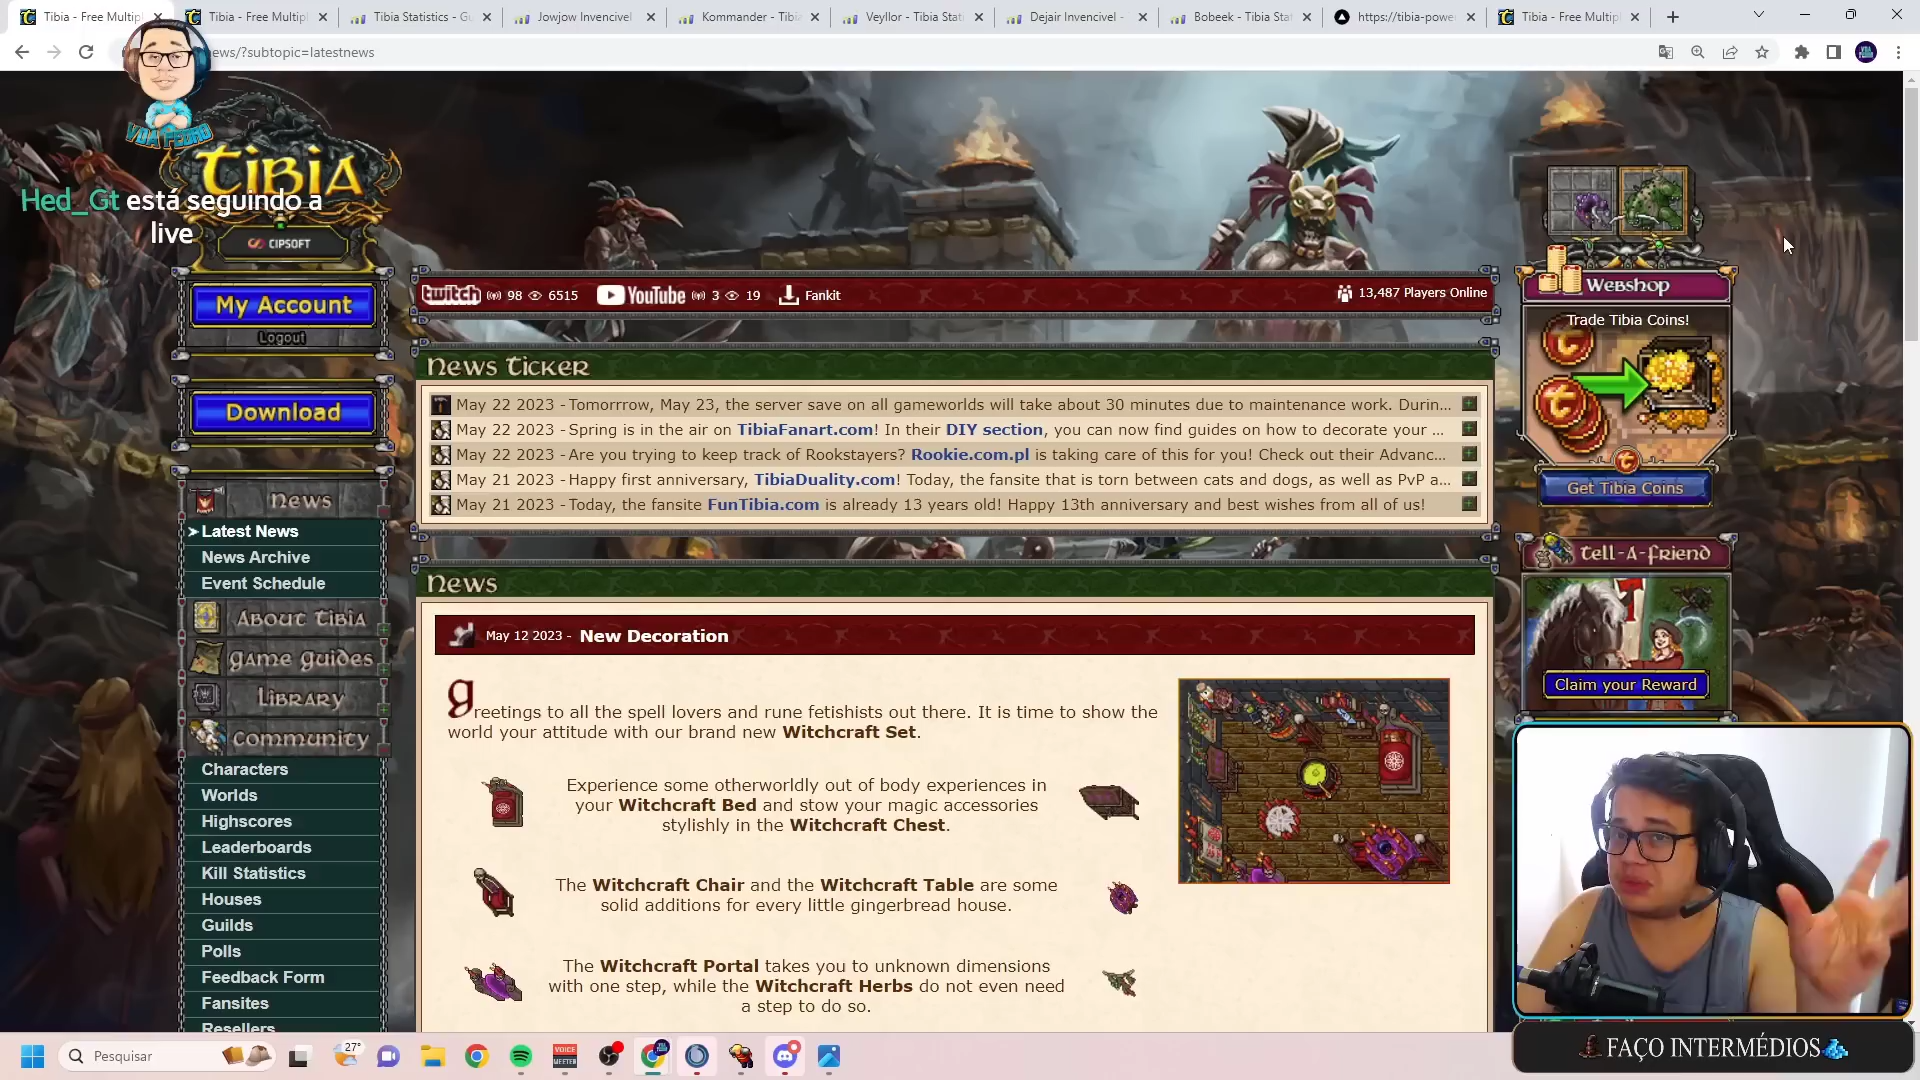 Tibia - Free Multipl
Tibia - Free Multipl
Tibia Statistics - Gu
Jowjow Invencivel
Kommander - Tibia
Veyllor - Tibia Stati
Dejair Invencivel -
Bobeek - Tibia Stat
https://tibia-powe
Tibia - Free Multipl
ews/?subtopic=latestnews
VOA PEDRO
TIBIA
Hed_Gt está seguindo a
live
CIPSOFT
My Account
Logout
Download
News
Latest News
News Archive
Event Schedule
About Tibia
Game Guides
Library
Community
Characters
Worlds
Highscores
Leaderboards
Kill Statistics
Houses
Guilds
Polls
Feedback Form
Fansites
Resellers
twitch 98 6515 YouTube 3 19 Fankit
13,487 Players Online
News Ticker
May 22 2023 - Tomorrrow, May 23, the server save on all gameworlds will take about 30 minutes due to maintenance work. Durin...
May 22 2023 - Spring is in the air on TibiaFanart.com! In their DIY section, you can now find guides on how to decorate your ...
May 22 2023 - Are you trying to keep track of Rookstayers? Rookie.com.pl is taking care of this for you! Check out their Advanc...
May 21 2023 - Happy first anniversary, TibiaDuality.com! Today, the fansite that is torn between cats and dogs, as well as PvP a...
May 21 2023 - Today, the fansite FunTibia.com is already 13 years old! Happy 13th anniversary and best wishes from all of us!
News
May 12 2023 - New Decoration
Greetings to all the spell lovers and rune fetishists out there. It is time to show the
world your attitude with our brand new Witchcraft Set.
Experience some otherworldly out of body experiences in
your Witchcraft Bed and stow your magic accessories
stylishly in the Witchcraft Chest.
The Witchcraft Chair and the Witchcraft Table are some
solid additions for every little gingerbread house.
The Witchcraft Portal takes you to unknown dimensions
with one step, while the Witchcraft Herbs do not even need
a step to do so.
Webshop
Trade Tibia Coins!
Get Tibia Coins
Tell-A-Friend
Claim your Reward
FAÇO INTERMÉDIOS
Pesquisar
27°
VOICE
MEETER